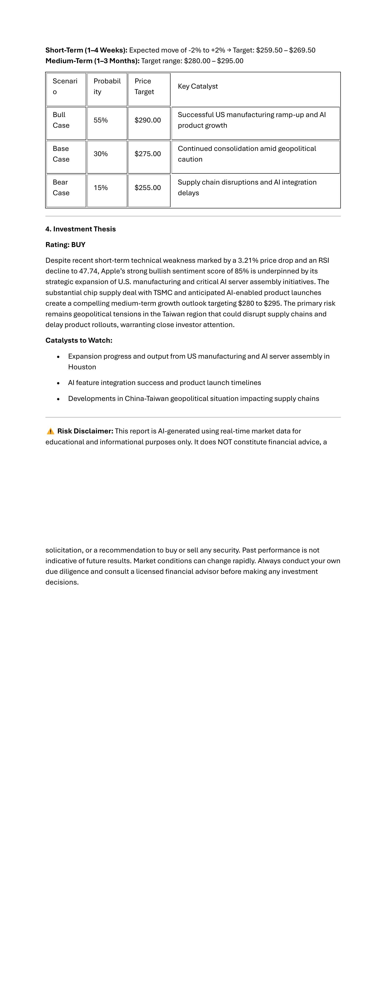 Short-Term (1–4 Weeks): Expected move of -2% to +2% → Target: $259.50 – $269.50
Medium-Term (1–3 Months): Target range: $280.00 – $295.00
Scenari
o
Probabil
ity
Price
Target
Key Catalyst
Bull
Case
55%
$290.00
Successful US manufacturing ramp-up and AI
product growth
Base
Case
30%
$275.00
Continued consolidation amid geopolitical
caution
Bear
Case
15%
$255.00
Supply chain disruptions and AI integration
delays
4. Investment Thesis
Rating: BUY
Despite recent short-term technical weakness marked by a 3.21% price drop and an RSI
decline to 47.74, Apple’s strong bullish sentiment score of 85% is underpinned by its
strategic expansion of U.S. manufacturing and critical AI server assembly initiatives. The
substantial chip supply deal with TSMC and anticipated AI-enabled product launches
create a compelling medium-term growth outlook targeting $280 to $295. The primary risk
remains geopolitical tensions in the Taiwan region that could disrupt supply chains and
delay product rollouts, warranting close investor attention.
Catalysts to Watch:
• Expansion progress and output from US manufacturing and AI server assembly in
Houston
• AI feature integration success and product launch timelines
• Developments in China-Taiwan geopolitical situation impacting supply chains
⚠️ Risk Disclaimer: This report is AI-generated using real-time market data for
educational and informational purposes only. It does NOT constitute financial advice, a
solicitation, or a recommendation to buy or sell any security. Past performance is not
indicative of future results. Market conditions can change rapidly. Always conduct your own
due diligence and consult a licensed financial advisor before making any investment
decisions.